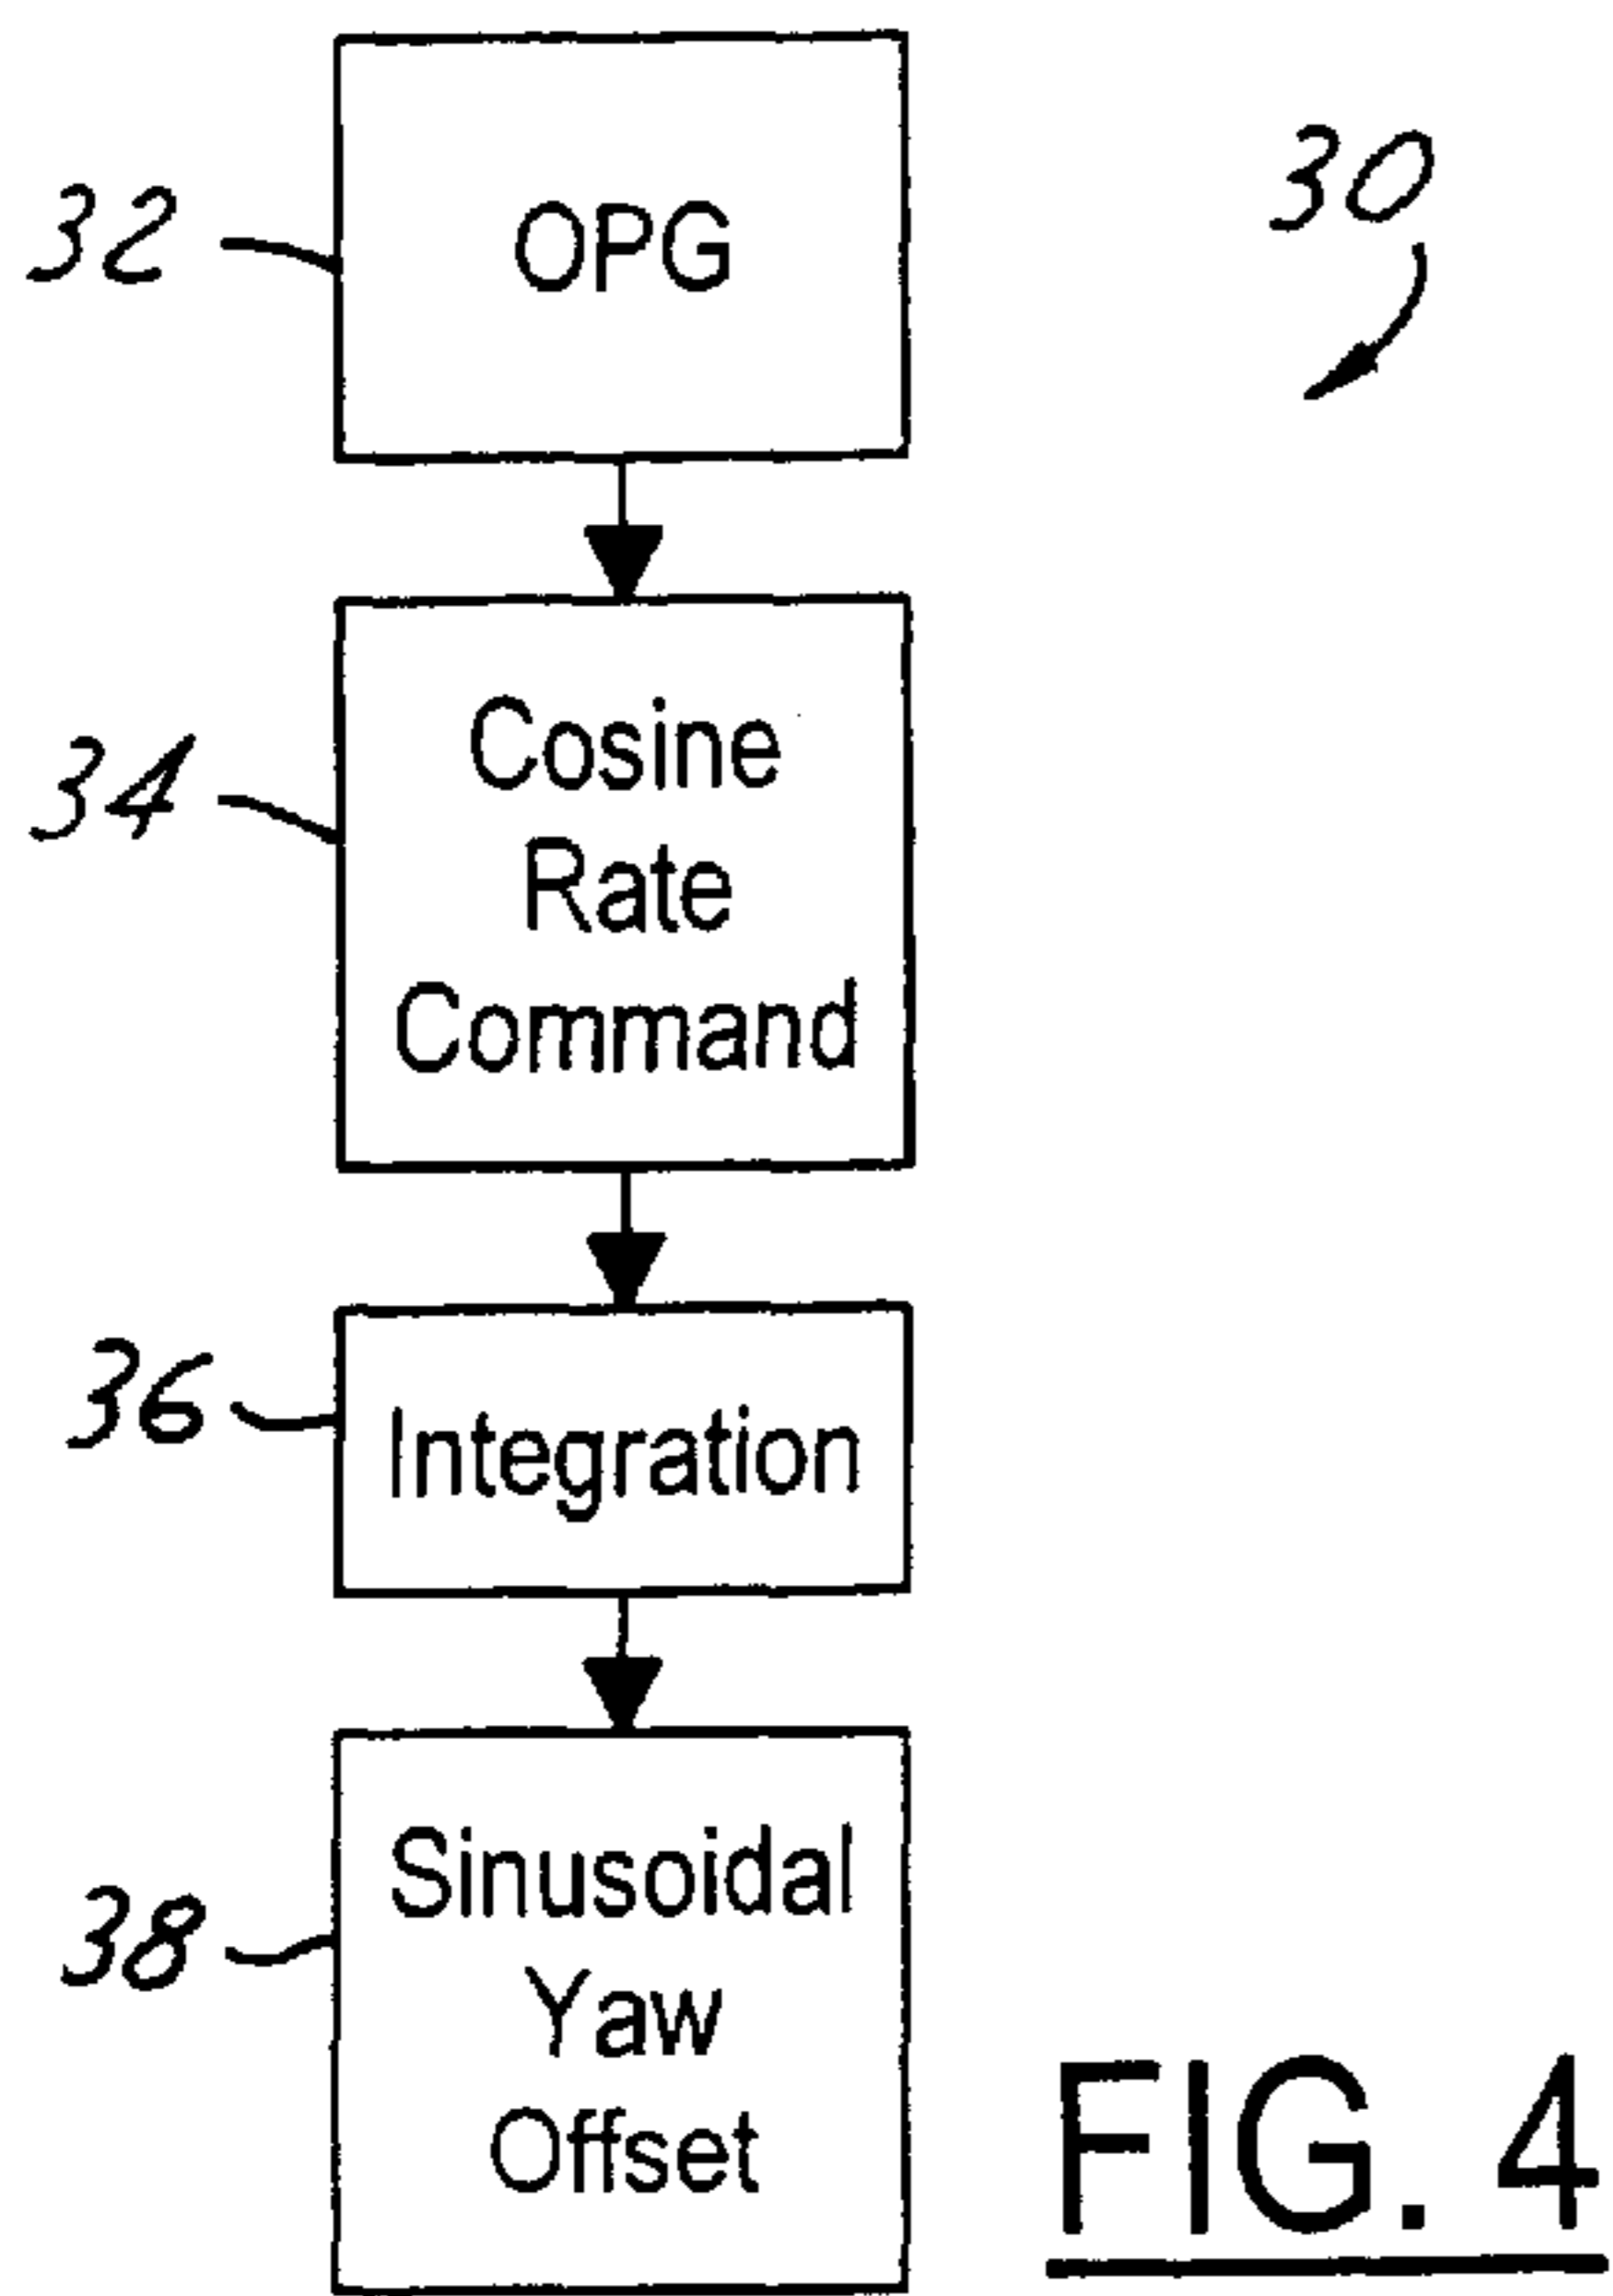 32
OPG
30
34
Cosine
Rate
Command
36
Integration
38
Sinusoidal
Yaw
Offset
FIG. 4